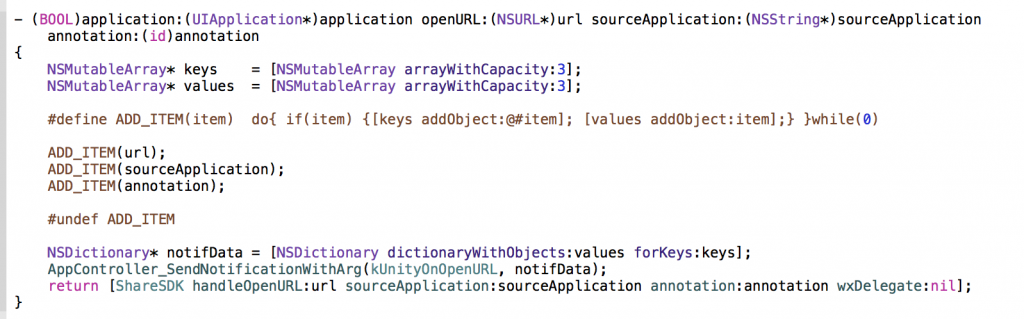 - (BOOL)application:(UIApplication*)application openURL:(NSURL*)url sourceApplication:(NSString*)sourceApplication
annotation:(id)annotation
{
NSMutableArray* keys    = [NSMutableArray arrayWithCapacity:3];
NSMutableArray* values  = [NSMutableArray arrayWithCapacity:3];
#define ADD_ITEM(item)  do{ if(item) {[keys addObject:@#item]; [values addObject:item];} }while(0)
ADD_ITEM(url);
ADD_ITEM(sourceApplication);
ADD_ITEM(annotation);
#undef ADD_ITEM
NSDictionary* notifData = [NSDictionary dictionaryWithObjects:values forKeys:keys];
AppController_SendNotificationWithArg(kUnityOnOpenURL, notifData);
return [ShareSDK handleOpenURL:url sourceApplication:sourceApplication annotation:annotation wxDelegate:nil];
}